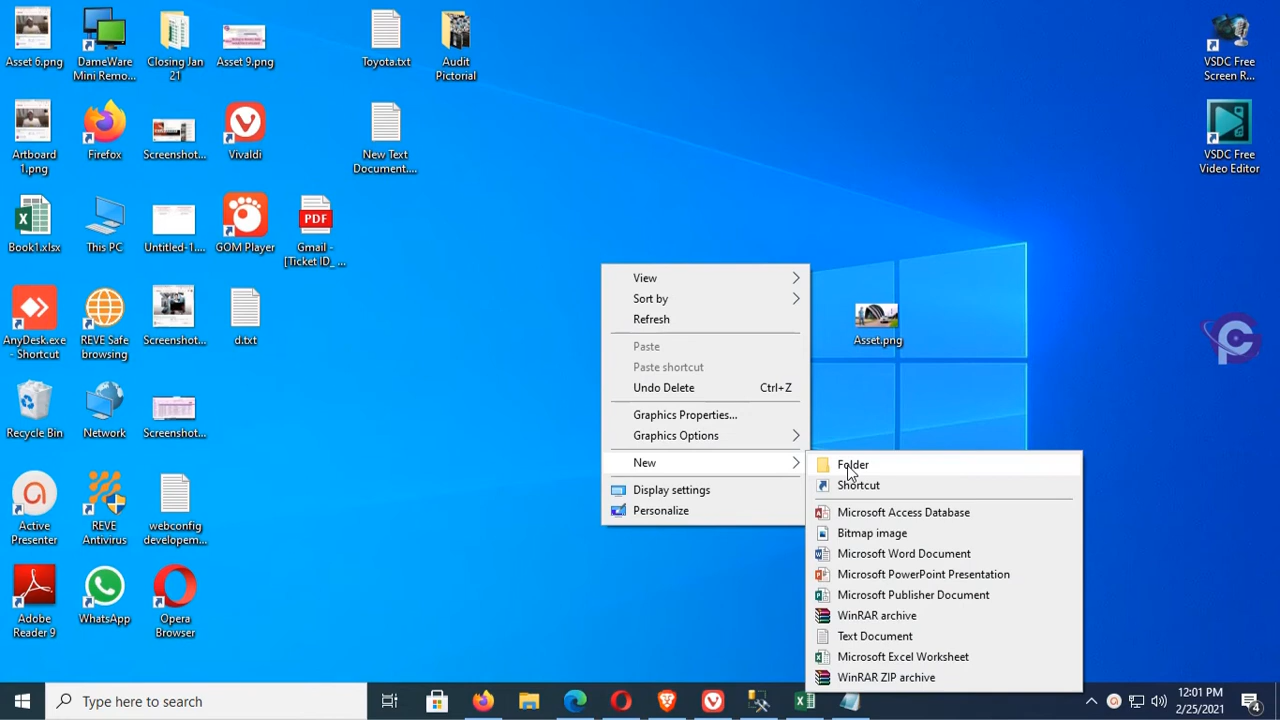 Asset 6.png
DameWare
Mini Remo...
Closing Jan
21
Asset 9.png
Toyota.txt
Audit
Pictorial
VSDC Free
Screen R...
Artboard
1.png
Firefox
Screenshot...
Vivaldi
New Text
Document....
VSDC Free
Video Editor
Book1.xlsx
This PC
Untitled-1....
GOM Player
PDF
Gmail -
[Ticket ID_ ...
AnyDesk.exe
- Shortcut
REVE Safe
browsing
Screenshot...
d.txt
Asset.png
Recycle Bin
Network
Screenshot...
Active
Presenter
REVE
Antivirus
webconfig
developem...
Adobe
Reader 9
WhatsApp
Opera
Browser
View
Sort by
Refresh
Paste
Paste shortcut
Undo Delete Ctrl+Z
Graphics Properties...
Graphics Options
New
Display settings
Personalize
Folder
Shortcut
Microsoft Access Database
Bitmap image
Microsoft Word Document
Microsoft PowerPoint Presentation
Microsoft Publisher Document
WinRAR archive
Text Document
Microsoft Excel Worksheet
WinRAR ZIP archive
Type here to search
12:01 PM
2/25/2021
4